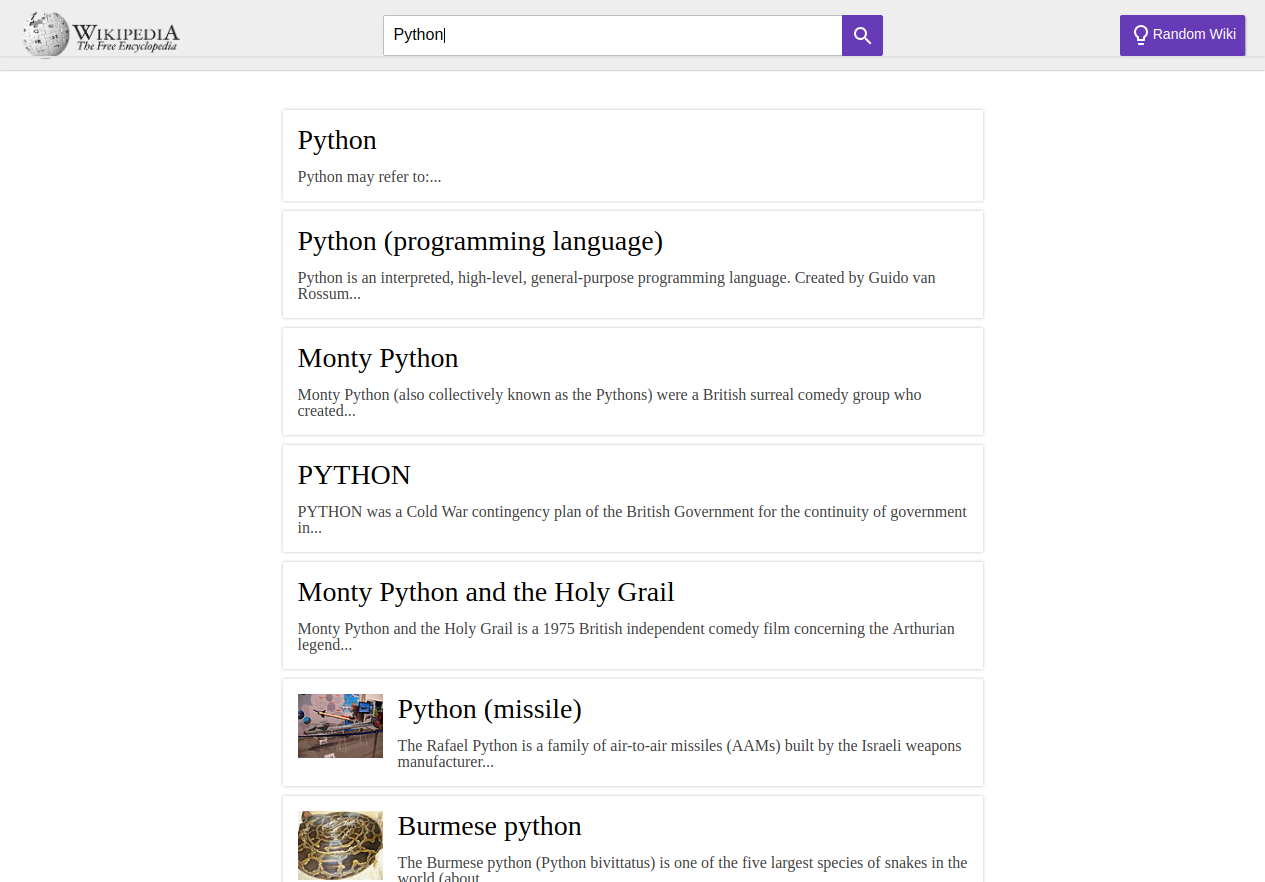 WIKIPEDIA
The Free Encyclopedia
Python
Random Wiki
Python
Python may refer to:...
Python (programming language)
Python is an interpreted, high-level, general-purpose programming language. Created by Guido van
Rossum...
Monty Python
Monty Python (also collectively known as the Pythons) were a British surreal comedy group who
created...
PYTHON
PYTHON was a Cold War contingency plan of the British Government for the continuity of government
in...
Monty Python and the Holy Grail
Monty Python and the Holy Grail is a 1975 British independent comedy film concerning the Arthurian
legend...
Python (missile)
The Rafael Python is a family of air-to-air missiles (AAMs) built by the Israeli weapons
manufacturer...
Burmese python
The Burmese python (Python bivittatus) is one of the five largest species of snakes in the
world (about